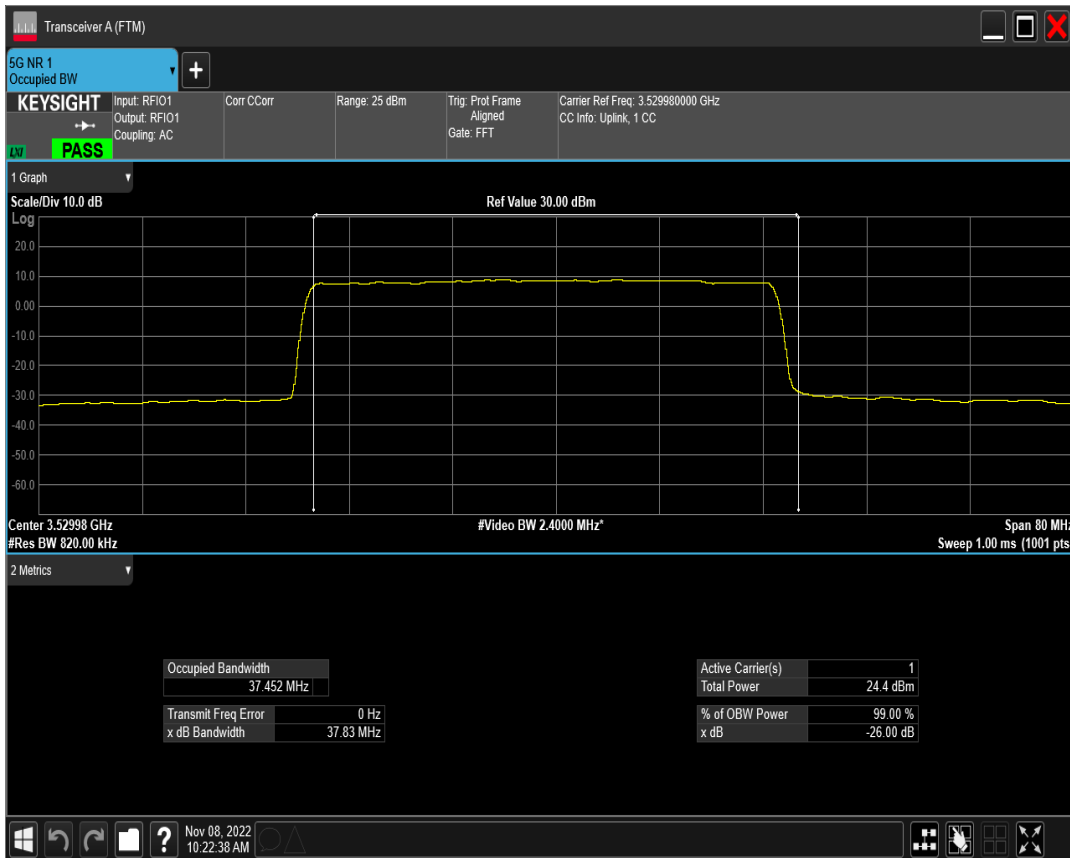 Transceiver A (FTM)
5G NR 1
Occupied BW
+
KEYSIGHT
LXI
PASS
Input: RFIO1
Output: RFIO1
Coupling: AC
Corr CCorr
Range: 25 dBm
Trig: Prot Frame
Aligned
Gate: FFT
Carrier Ref Freq: 3.529980000 GHz
CC Info: Uplink, 1 CC
1 Graph
Scale/Div 10.0 dB
Ref Value 30.00 dBm
Log
20.0
10.0
0.00
-10.0
-20.0
-30.0
-40.0
-50.0
-60.0
Center 3.52998 GHz
#Video BW 2.4000 MHz*
Span 80 MHz
#Res BW 820.00 kHz
Sweep 1.00 ms (1001 pts
2 Metrics
Occupied Bandwidth
37.452 MHz
Transmit Freq Error 0 Hz
x dB Bandwidth 37.83 MHz
Active Carrier(s) 1
Total Power 24.4 dBm
% of OBW Power 99.00 %
x dB -26.00 dB
?
Nov 08, 2022
10:22:38 AM